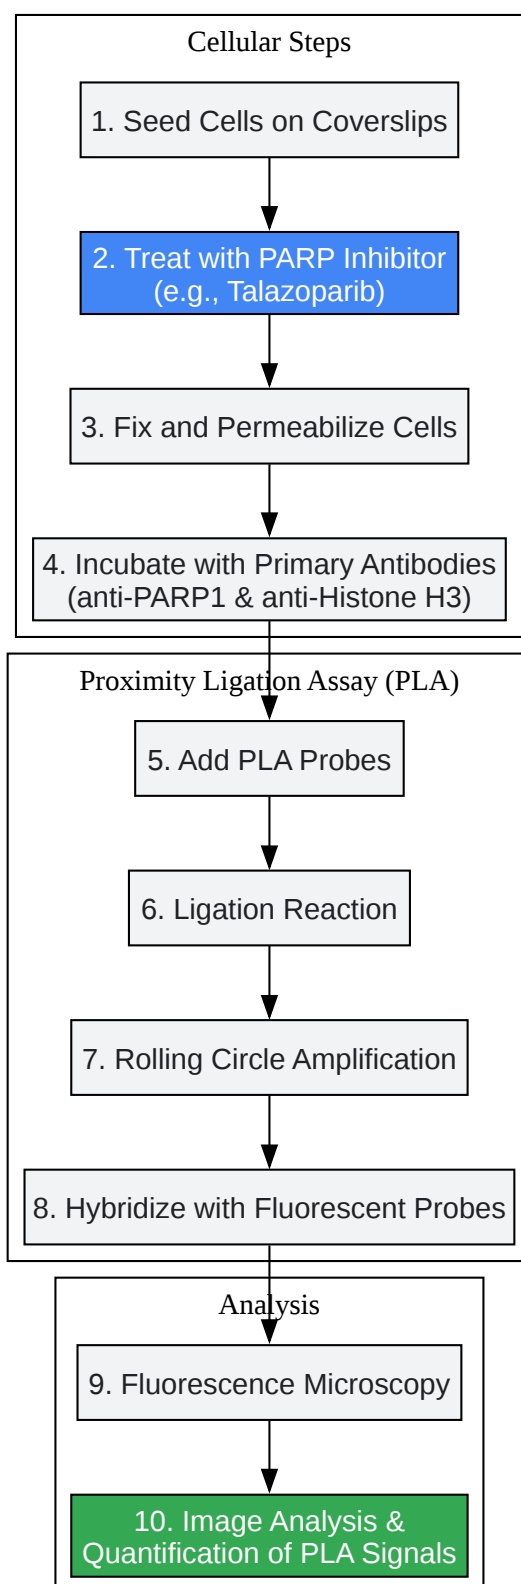 Cellular Steps
1. Seed Cells on Coverslips
2. Treat with PARP Inhibitor
(e.g., Talazoparib)
3. Fix and Permeabilize Cells
4. Incubate with Primary Antibodies
(anti-PARP1 & anti-Histone H3)
Proximity Ligation Assay (PLA)
5. Add PLA Probes
6. Ligation Reaction
7. Rolling Circle Amplification
8. Hybridize with Fluorescent Probes
Analysis
9. Fluorescence Microscopy
10. Image Analysis &
Quantification of PLA Signals